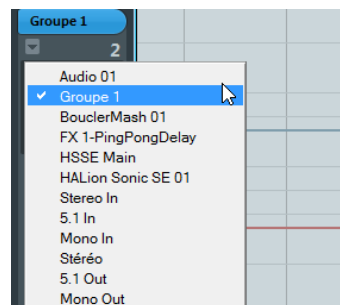 Groupe 1
2
Audio 01
Groupe 1
BouclerMash 01
FX 1-PingPongDelay
HSSE Main
HALion Sonic SE 01
Stereo In
5.1 In
Mono In
Stéréo
5.1 Out
Mono Out